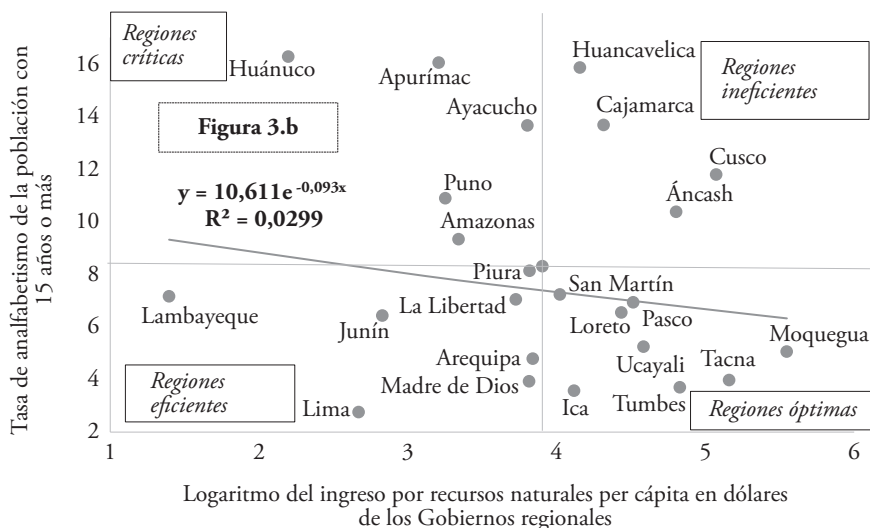 Tasa de analfabetismo de la población con
15 años o más
16
14
12
10
8
6
4
2
Regiones
críticas
Huánuco
Apurímac
Huancavelica
Regiones
ineficientes
Ayacucho
Cajamarca
Figura 3.b
Cusco
y = 10,611e -0,093x
R² = 0,0299
Puno
Áncash
Amazonas
Piura
San Martín
Lambayeque
La Libertad
Junín
Loreto
Pasco
Moquegua
Arequipa
Ucayali
Tacna
Regiones
eficientes
Madre de Dios
Lima
Ica
Tumbes
Regiones óptimas
1
2
3
4
5
6
Logaritmo del ingreso por recursos naturales per cápita en dólares
de los Gobiernos regionales